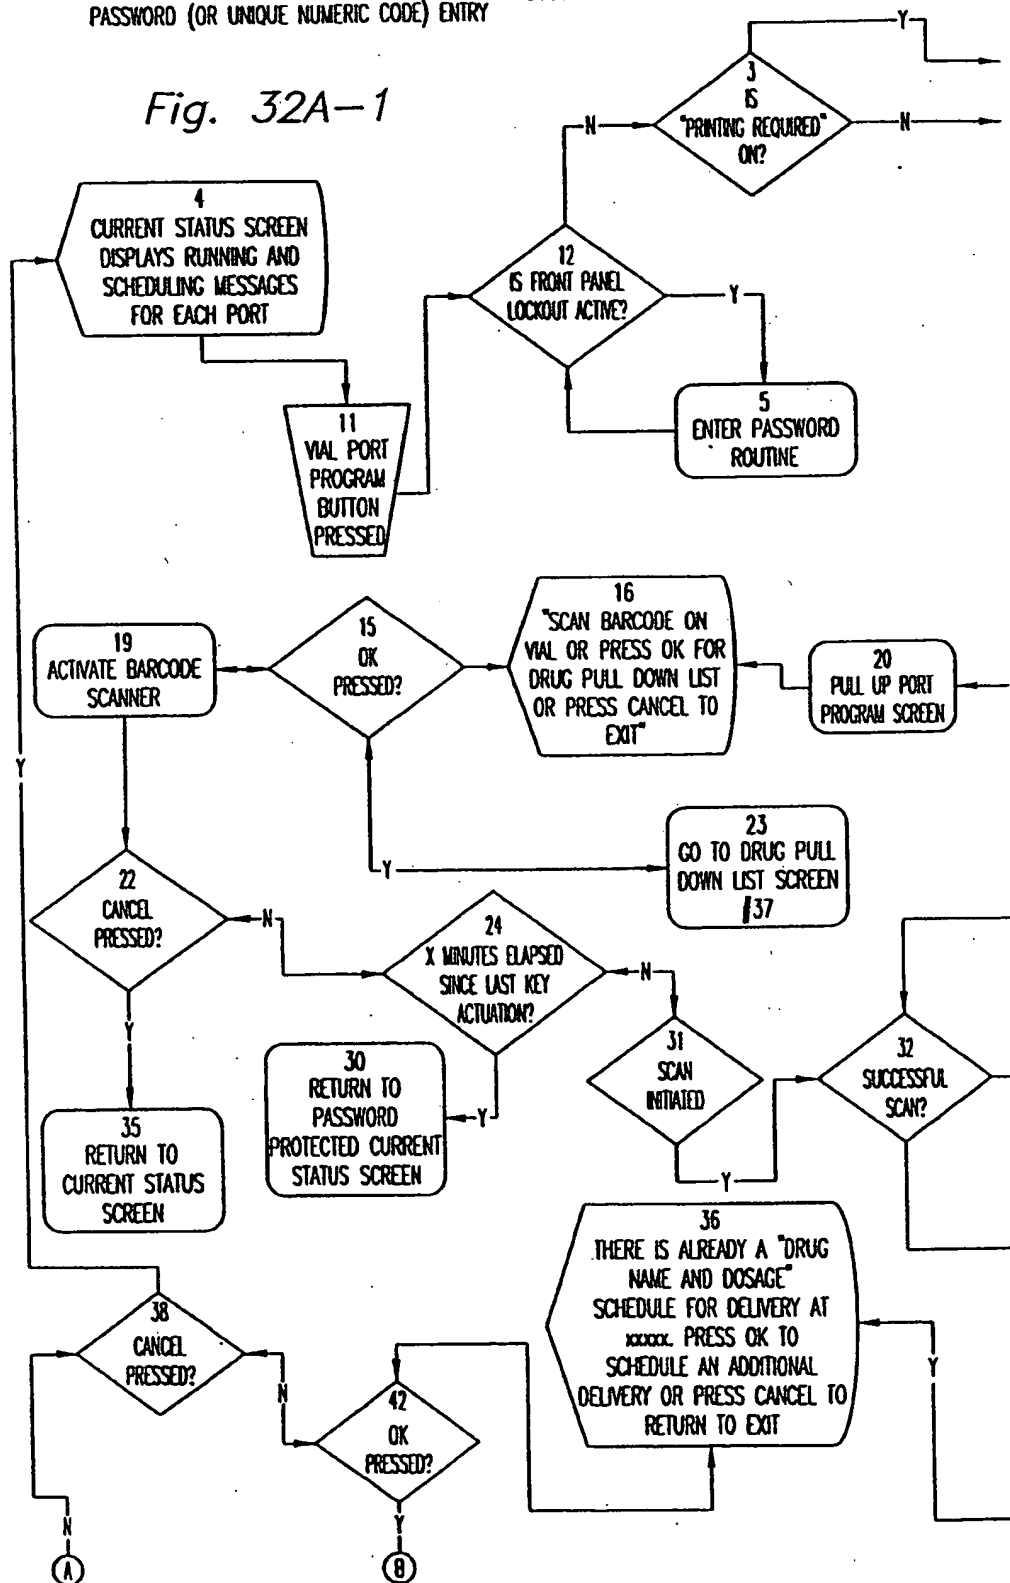 PASSWORD (OR UNIQUE NUMERIC CODE) ENTRY
Fig. 32A-1
Y
3
IS
"PRINTING REQUIRED"
ON?
N
N
4
CURRENT STATUS SCREEN
DISPLAYS RUNNING AND
SCHEDULING MESSAGES
FOR EACH PORT
12
IS FRONT PANEL
LOCKOUT ACTIVE?
Y
5
ENTER PASSWORD
ROUTINE
11
VIAL PORT
PROGRAM
BUTTON
PRESSED
19
ACTIVATE BARCODE
SCANNER
15
OK
PRESSED?
16
"SCAN BARCODE ON
VIAL OR PRESS OK FOR
DRUG PULL DOWN LIST
OR PRESS CANCEL TO
EXIT"
20
PULL UP PORT
PROGRAM SCREEN
Y
Y
23
GO TO DRUG PULL
DOWN LIST SCREEN
#37
22
CANCEL
PRESSED?
N
24
X MINUTES ELAPSED
SINCE LAST KEY
ACTUATION?
N
31
SCAN
INITIATED
32
SUCCESSFUL
SCAN?
Y
30
RETURN TO
PASSWORD
PROTECTED CURRENT
STATUS SCREEN
Y
Y
35
RETURN TO
CURRENT STATUS
SCREEN
36
THERE IS ALREADY A "DRUG
NAME AND DOSAGE"
SCHEDULE FOR DELIVERY AT
xxxxx. PRESS OK TO
SCHEDULE AN ADDITIONAL
DELIVERY OR PRESS CANCEL TO
RETURN TO EXIT
Y
38
CANCEL
PRESSED?
N
42
OK
PRESSED?
N
Y
A
B